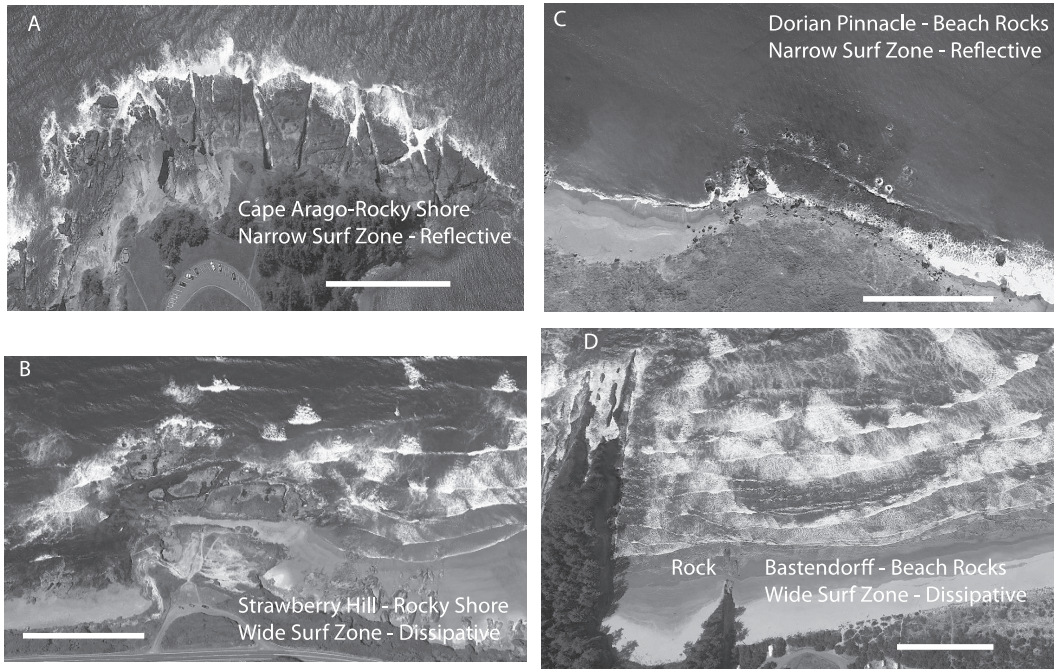 A
Cape Arago-Rocky Shore
Narrow Surf Zone - Reflective
B
Strawberry Hill - Rocky Shore
Wide Surf Zone - Dissipative
C
Dorian Pinnacle - Beach Rocks
Narrow Surf Zone - Reflective
D
Rock
Bastendorff - Beach Rocks
Wide Surf Zone - Dissipative